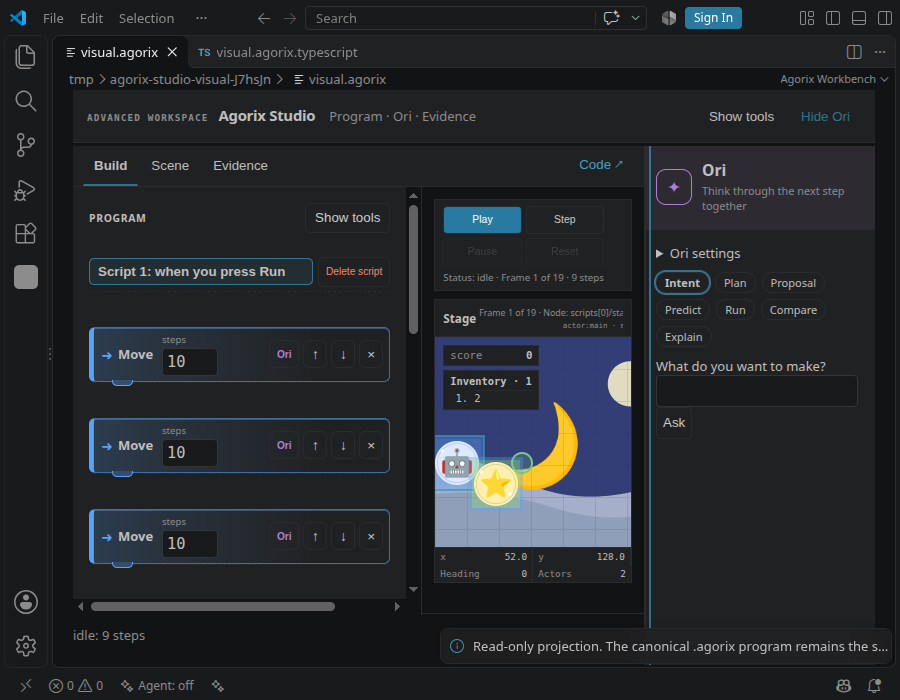 File Edit Selection ··· Search Sign In
visual.agorix TS visual.agorix.typescript
tmp > agorix-studio-visual-J7hsJn > visual.agorix Agorix Workbench
ADVANCED WORKSPACE Agorix Studio Program · Ori · Evidence Show tools Hide Ori
Build Scene Evidence Code ↗
PROGRAM Show tools
Script 1: when you press Run Delete script
steps
→ Move 10 Ori ↑ ↓ ×
steps
→ Move 10 Ori ↑ ↓ ×
steps
→ Move 10 Ori ↑ ↓ ×
idle: 9 steps
Play Step
Pause Reset
Status: idle · Frame 1 of 19 · 9 steps
Stage Frame 1 of 19 · Node: scripts[0]/sta
actor:main ·
score 0
Inventory · 1
1. 2
x 52.0 y 128.0
Heading 0 Actors 2
Ori
Think through the next step
together
Ori settings
Intent Plan Proposal
Predict Run Compare
Explain
What do you want to make?
Ask
Read-only projection. The canonical .agorix program remains the s...
0 0 Agent: off